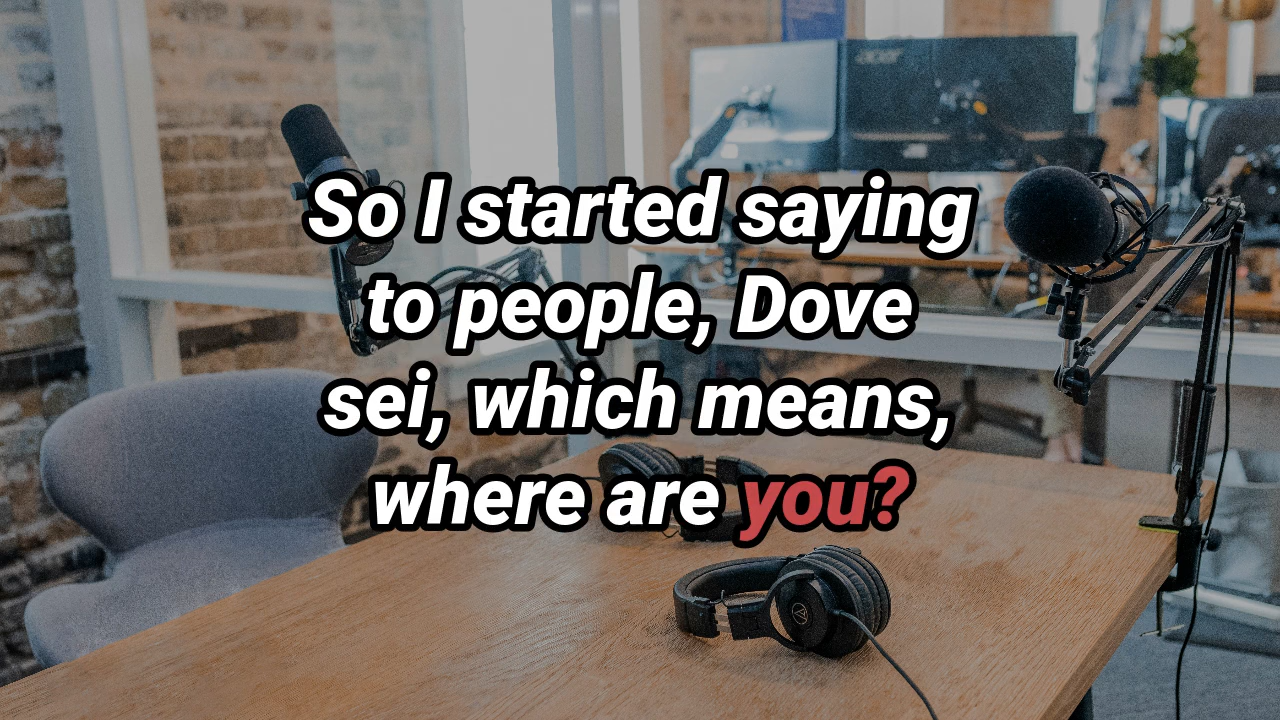 acer
So I started saying
to people, Dove
sei, which means,
where are you?